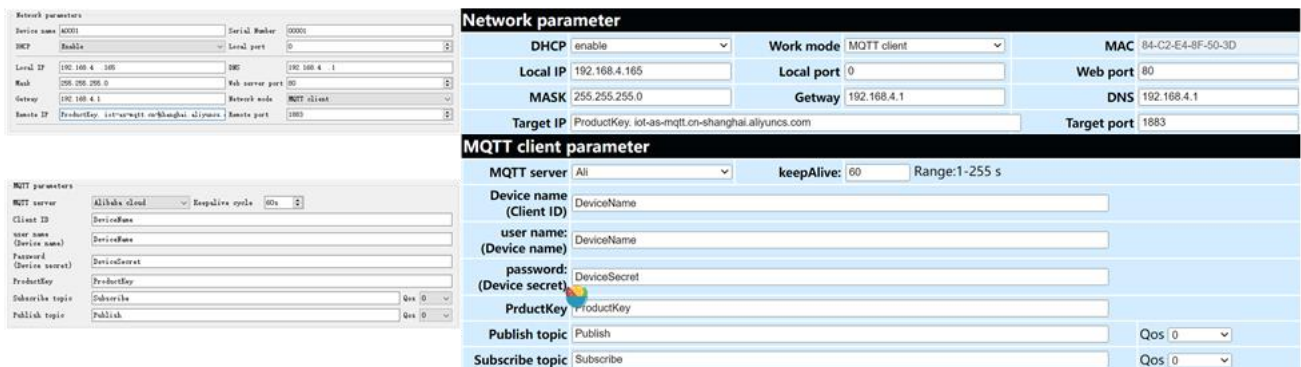 Network parameters
Device name A0001 Serial Number 00001
DHCP Enable Local port 0
Local IP 192.168.4 .165 DNS 192.168.4 .1
Mask 255.255.255.0 Web server port 80
Getway 192.168.4.1 Network mode MQTT client
Remote IP ProductKey. iot-as-mqtt.cn-shanghai.aliyuncs. Remote port 1883
MQTT parameters
MQTT server Alibaba cloud Keepalive cycle 60s
Client ID DeviceName
user name
(Device name) DeviceName
Password
(Device secret) DeviceSecret
ProductKey ProductKey
Subscribe topic Subscribe Qos 0
Publish topic Publish Qos 0
Network parameter
DHCP enable Work mode MQTT client MAC 84-C2-E4-8F-50-3D
Local IP 192.168.4.165 Local port 0 Web port 80
MASK 255.255.255.0 Getway 192.168.4.1 DNS 192.168.4.1
Target IP ProductKey. iot-as-mqtt.cn-shanghai.aliyuncs.com Target port 1883
MQTT client parameter
MQTT server Ali keepAlive: 60 Range:1-255 s
Device name
(Client ID) DeviceName
user name:
(Device name) DeviceName
password:
(Device secret) DeviceSecret
PrductKey ProductKey
Publish topic Publish Qos 0
Subscribe topic Subscribe Qos 0